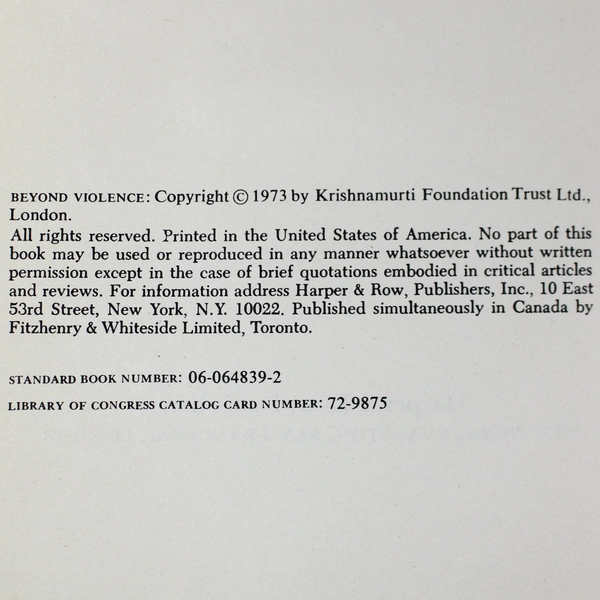 BEYOND VIOLENCE: Copyright © 1973 by Krishnamurti Foundation Trust Ltd.,
London.
All rights reserved. Printed in the United States of America. No part of this
book may be used or reproduced in any manner whatsoever without written
permission except in the case of brief quotations embodied in critical articles
and reviews. For information address Harper & Row, Publishers, Inc., 10 East
53rd Street, New York, N.Y. 10022. Published simultaneously in Canada by
Fitzhenry & Whiteside Limited, Toronto.
STANDARD BOOK NUMBER: 06-064839-2
LIBRARY OF CONGRESS CATALOG CARD NUMBER: 72-9875